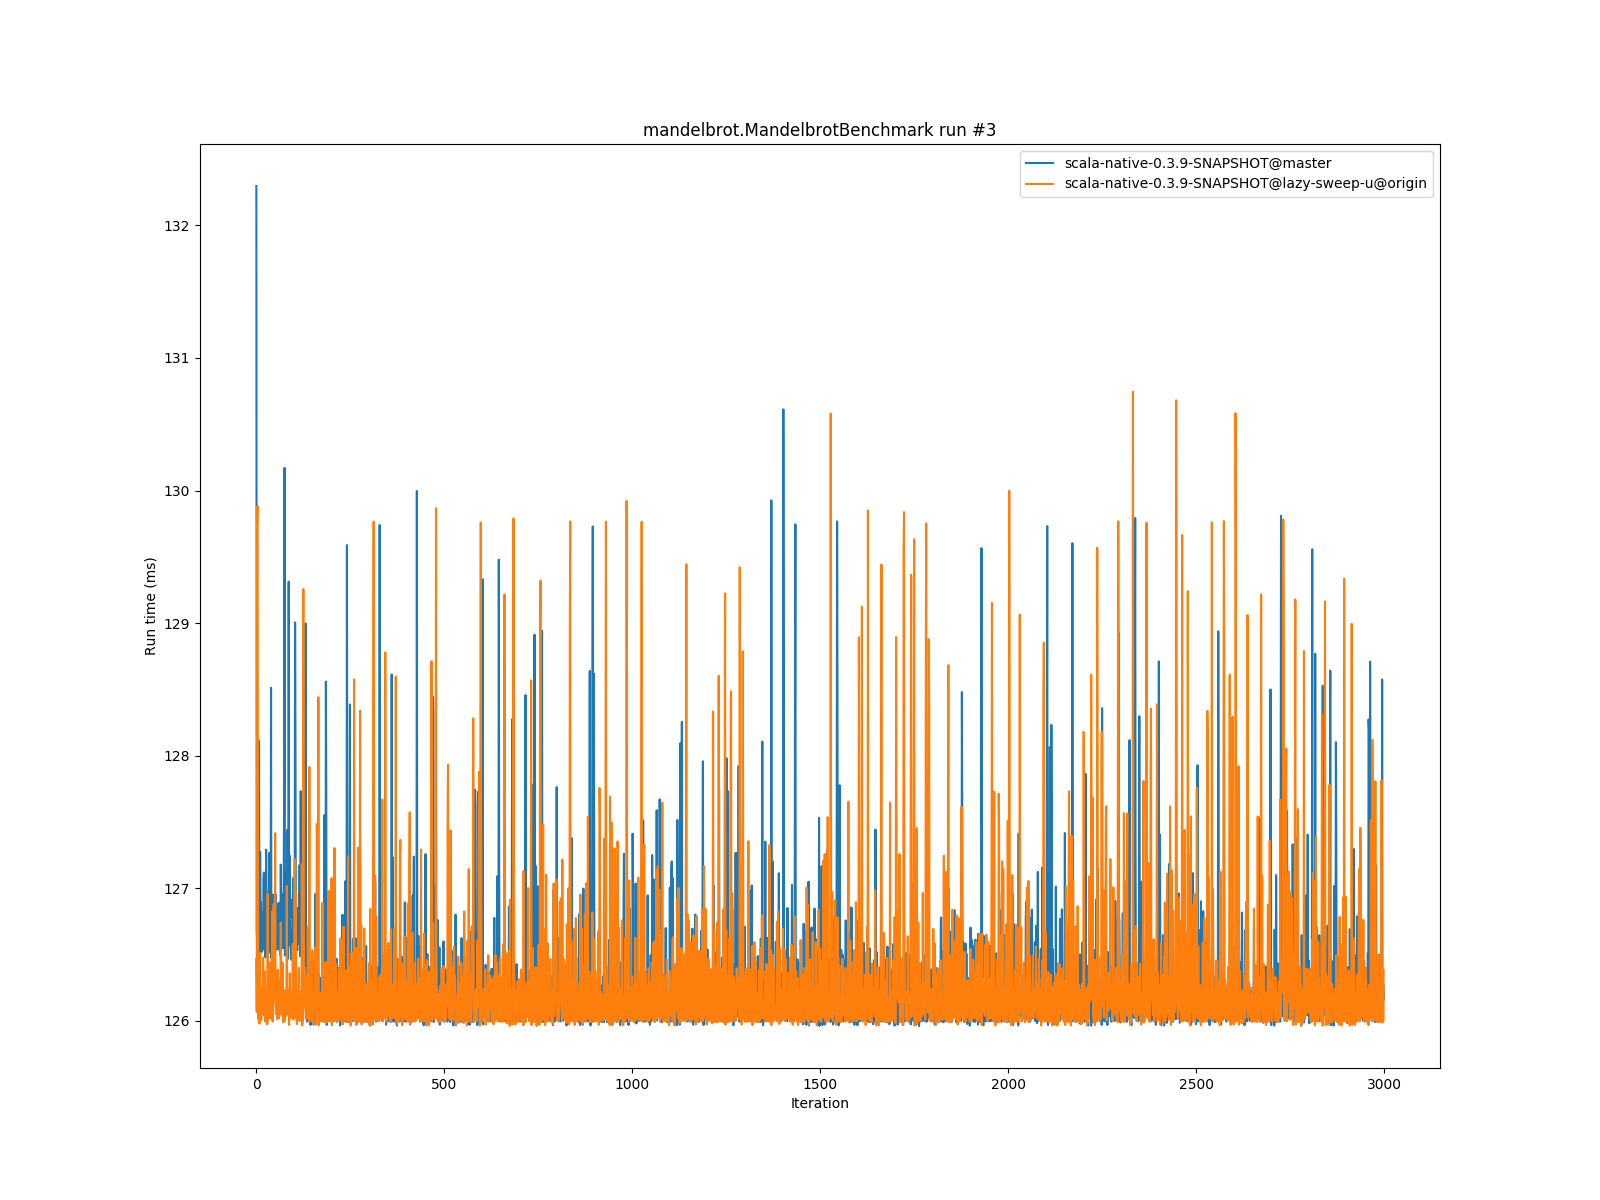 mandelbrot.MandelbrotBenchmark run #3
scala-native-0.3.9-SNAPSHOT@master
scala-native-0.3.9-SNAPSHOT@lazy-sweep-u@origin
132
131
130
129
128
127
126
Run time (ms)
0 500 1000 1500 2000 2500 3000
Iteration